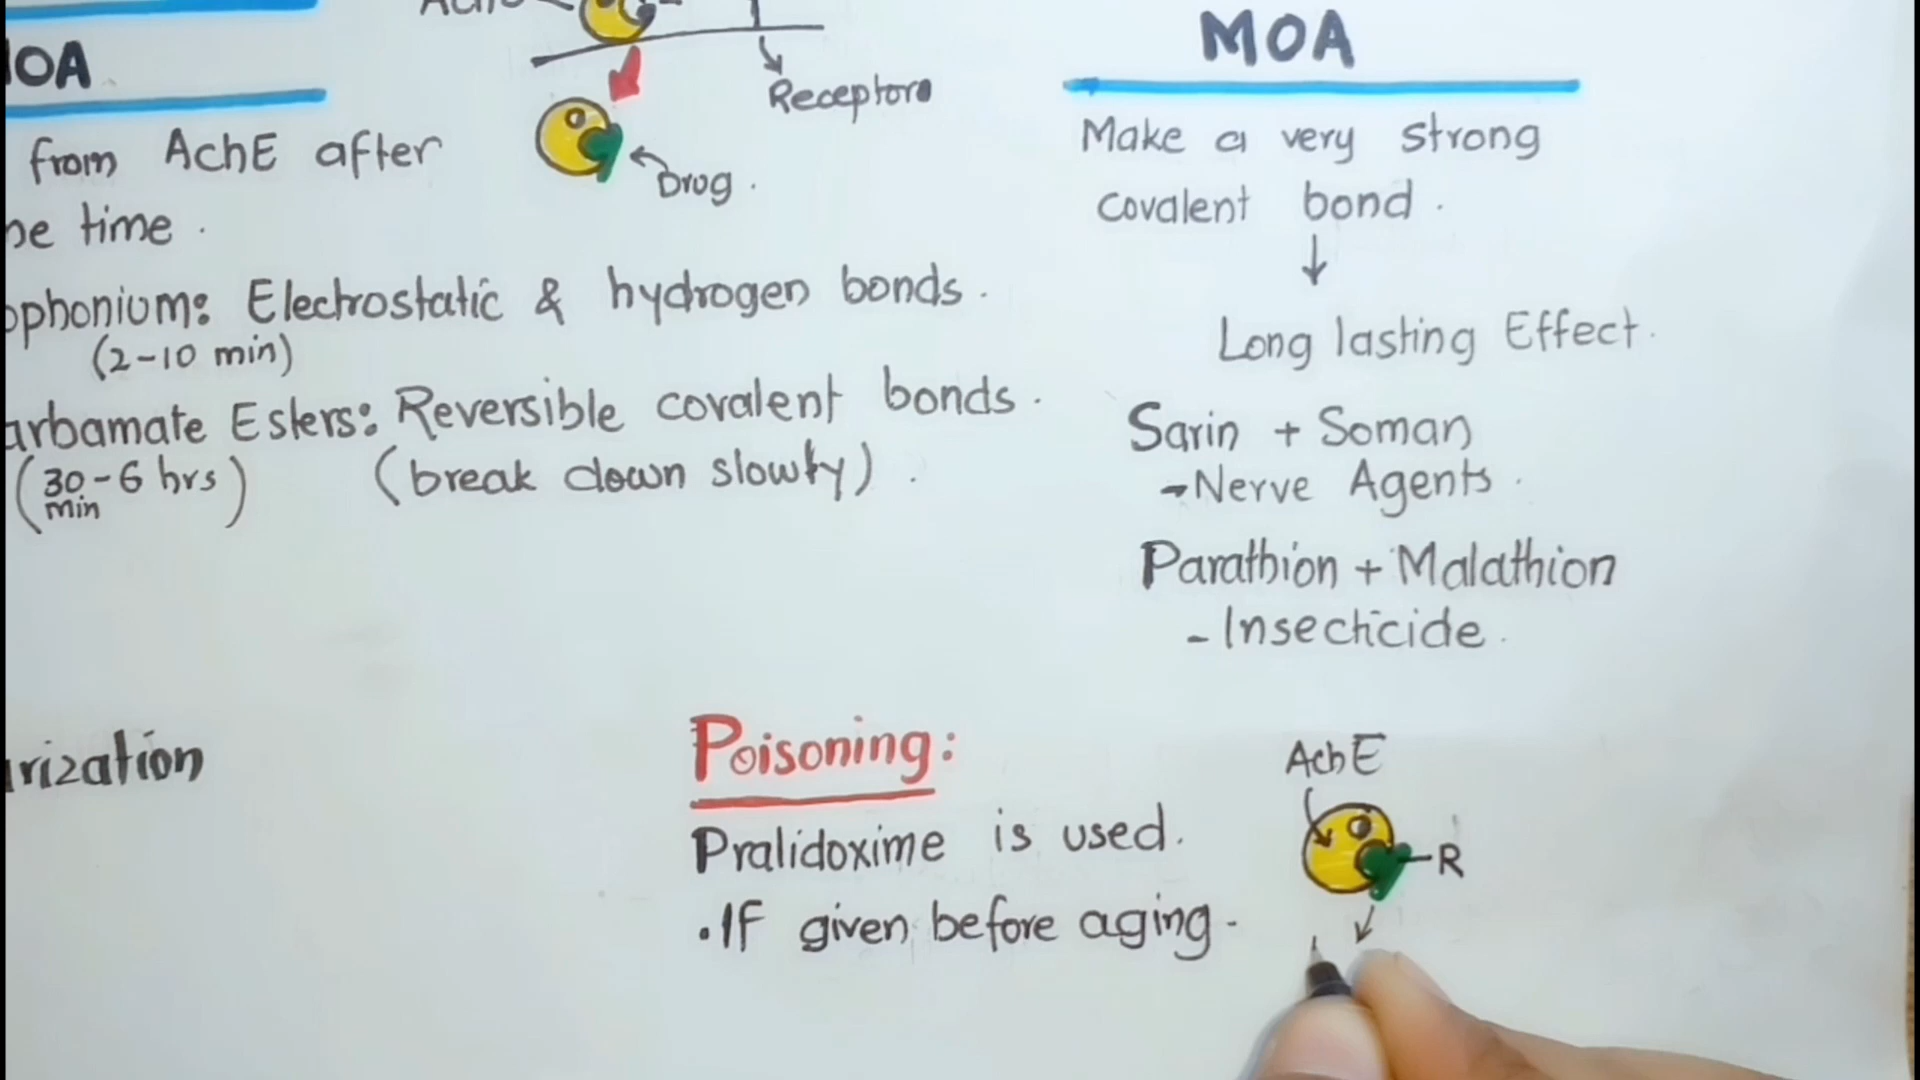 OA
from AchE after
time.
Receptors
Drug.
ophonium: Electrostatic & hydrogen bonds.
(2-10 min)
arbamate Esters: Reversible covalent bonds.
(30 min - 6 hrs) (break down slowly).
rization
MOA
Make a very strong
covalent bond.
↓
Long lasting Effect.
Sarin + Soman
- Nerve Agents.
Parathion + Malathion
- Insecticide.
Poisoning:
Pralidoxime is used.
. If given before aging -
AchE
R